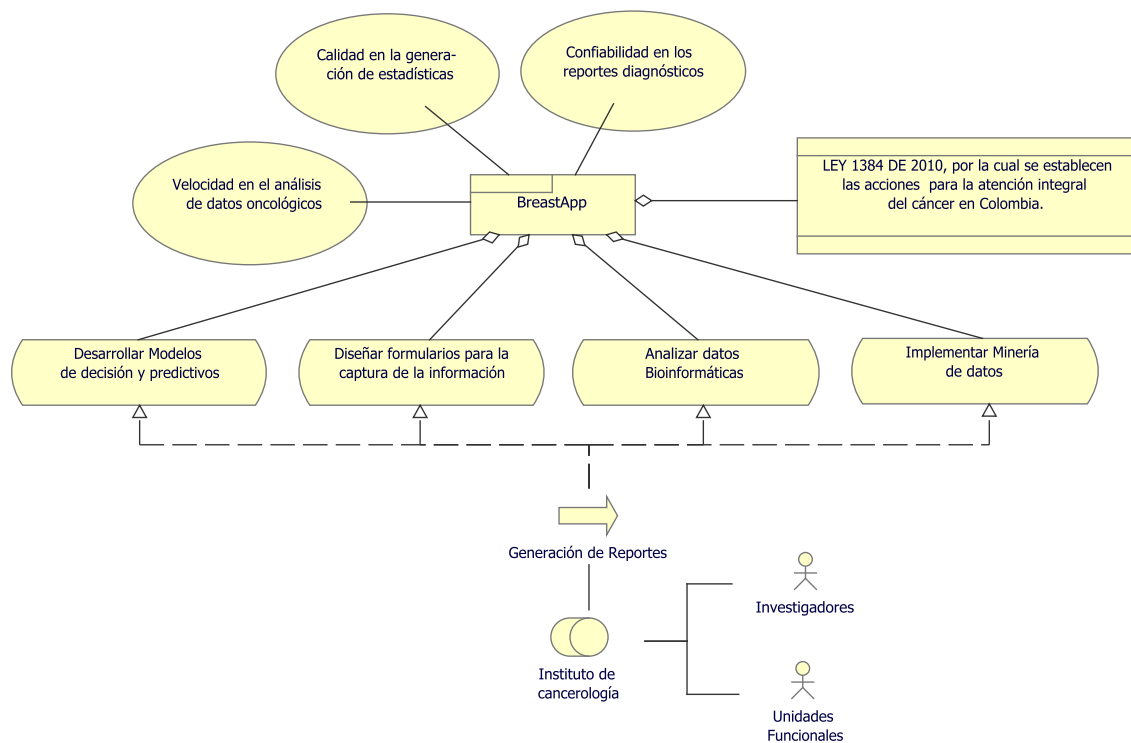 Calidad en la genera-
ción de estadísticas
Confiabilidad en los
reportes diagnósticos
Velocidad en el análisis
de datos oncológicos
BreastApp
LEY 1384 DE 2010, por la cual se establecen
las acciones para la atención integral
del cáncer en Colombia.
Desarrollar Modelos
de decisión y predictivos
Diseñar formularios para la
captura de la información
Analizar datos
Bioinformáticas
Implementar Minería
de datos
Generación de Reportes
Investigadores
Instituto de
cancerología
Unidades
Funcionales